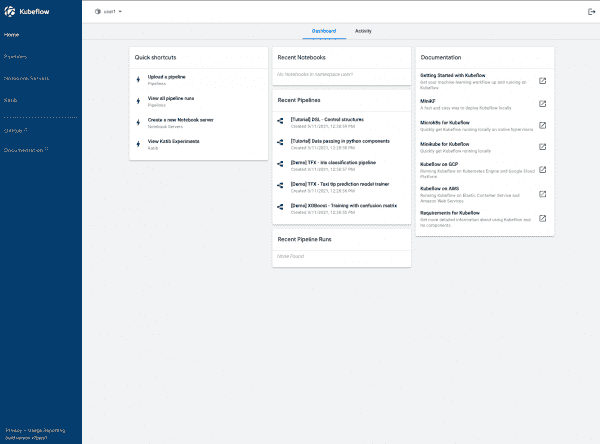 Kubeflow
user1
Home
Pipelines
Notebook Servers
Katib
GitHub
Documentation
Privacy • Usage Reporting
Dashboard
Activity
Quick shortcuts
Upload a pipeline
Pipelines
View all pipeline runs
Pipelines
Create a new Notebook server
Notebook Servers
View Katib Experiments
Katib
Recent Notebooks
No Notebooks in namespace user1
Recent Pipelines
[Tutorial] DSL - Control structures
Created 5/11/2021, 12:28:59 PM
[Tutorial] Data passing in python components
Created 5/11/2021, 12:28:58 PM
[Demo] TFX - Iris classification pipeline
Created 5/11/2021, 12:28:57 PM
[Demo] TFX - Taxi tip prediction model trainer
Created 5/11/2021, 12:28:56 PM
[Demo] XGBoost - Training with confusion matrix
Created 5/11/2021, 12:28:55 PM
Recent Pipeline Runs
None Found
Documentation
Getting Started with Kubeflow
Get your machine-learning workflow up and running on
Kubeflow
MiniKF
A fast and easy way to deploy Kubeflow locally
Microk8s for Kubeflow
Quickly get Kubeflow running locally on native hypervisors
Minikube for Kubeflow
Quickly get Kubeflow running locally
Kubeflow on GCP
Running Kubeflow on Kubernetes Engine and Google Cloud
Platform
Kubeflow on AWS
Running Kubeflow on Elastic Container Service and
Amazon Web Services
Requirements for Kubeflow
Get more detailed information about using Kubeflow and
its components